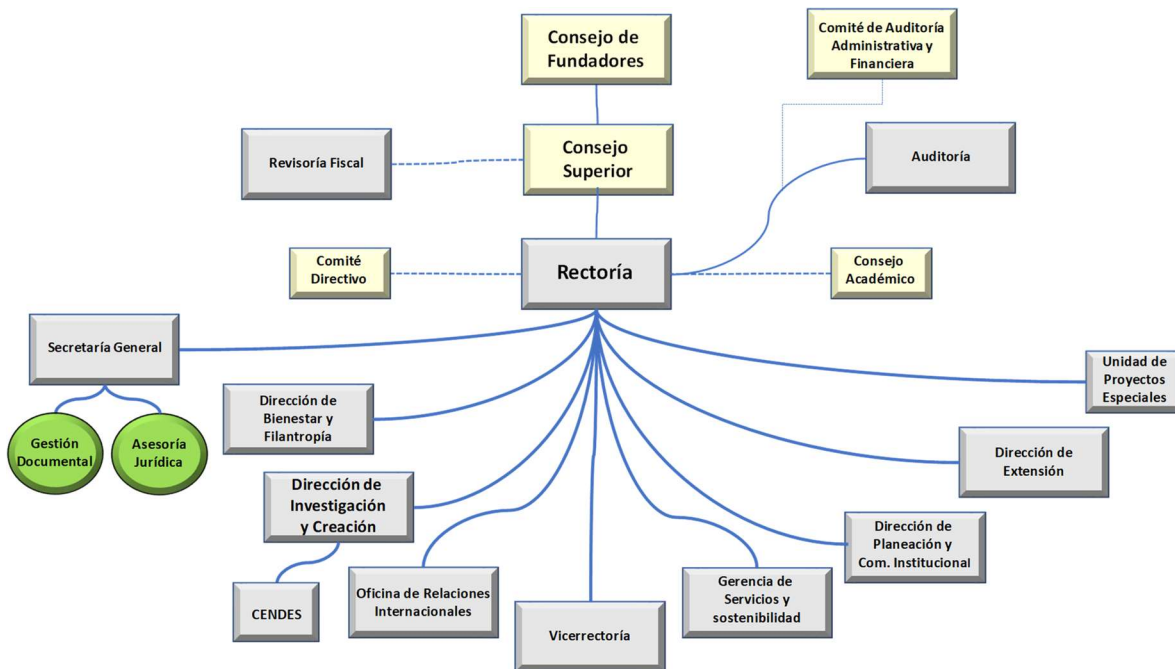 Consejo de
Fundadores
Comité de Auditoría
Administrativa y
Financiera
Revisoría Fiscal
Consejo
Superior
Auditoría
Comité
Directivo
Rectoría
Consejo
Académico
Secretaría General
Unidad de
Proyectos
Especiales
Dirección de
Bienestar y
Filantropía
Gestión
Documental
Asesoría
Jurídica
Dirección de
Extensión
Dirección de
Investigación
y Creación
Dirección de
Planeación y
Com. Institucional
CENDES
Oficina de Relaciones
Internacionales
Vicerrectoría
Gerencia de
Servicios y
sostenibilidad